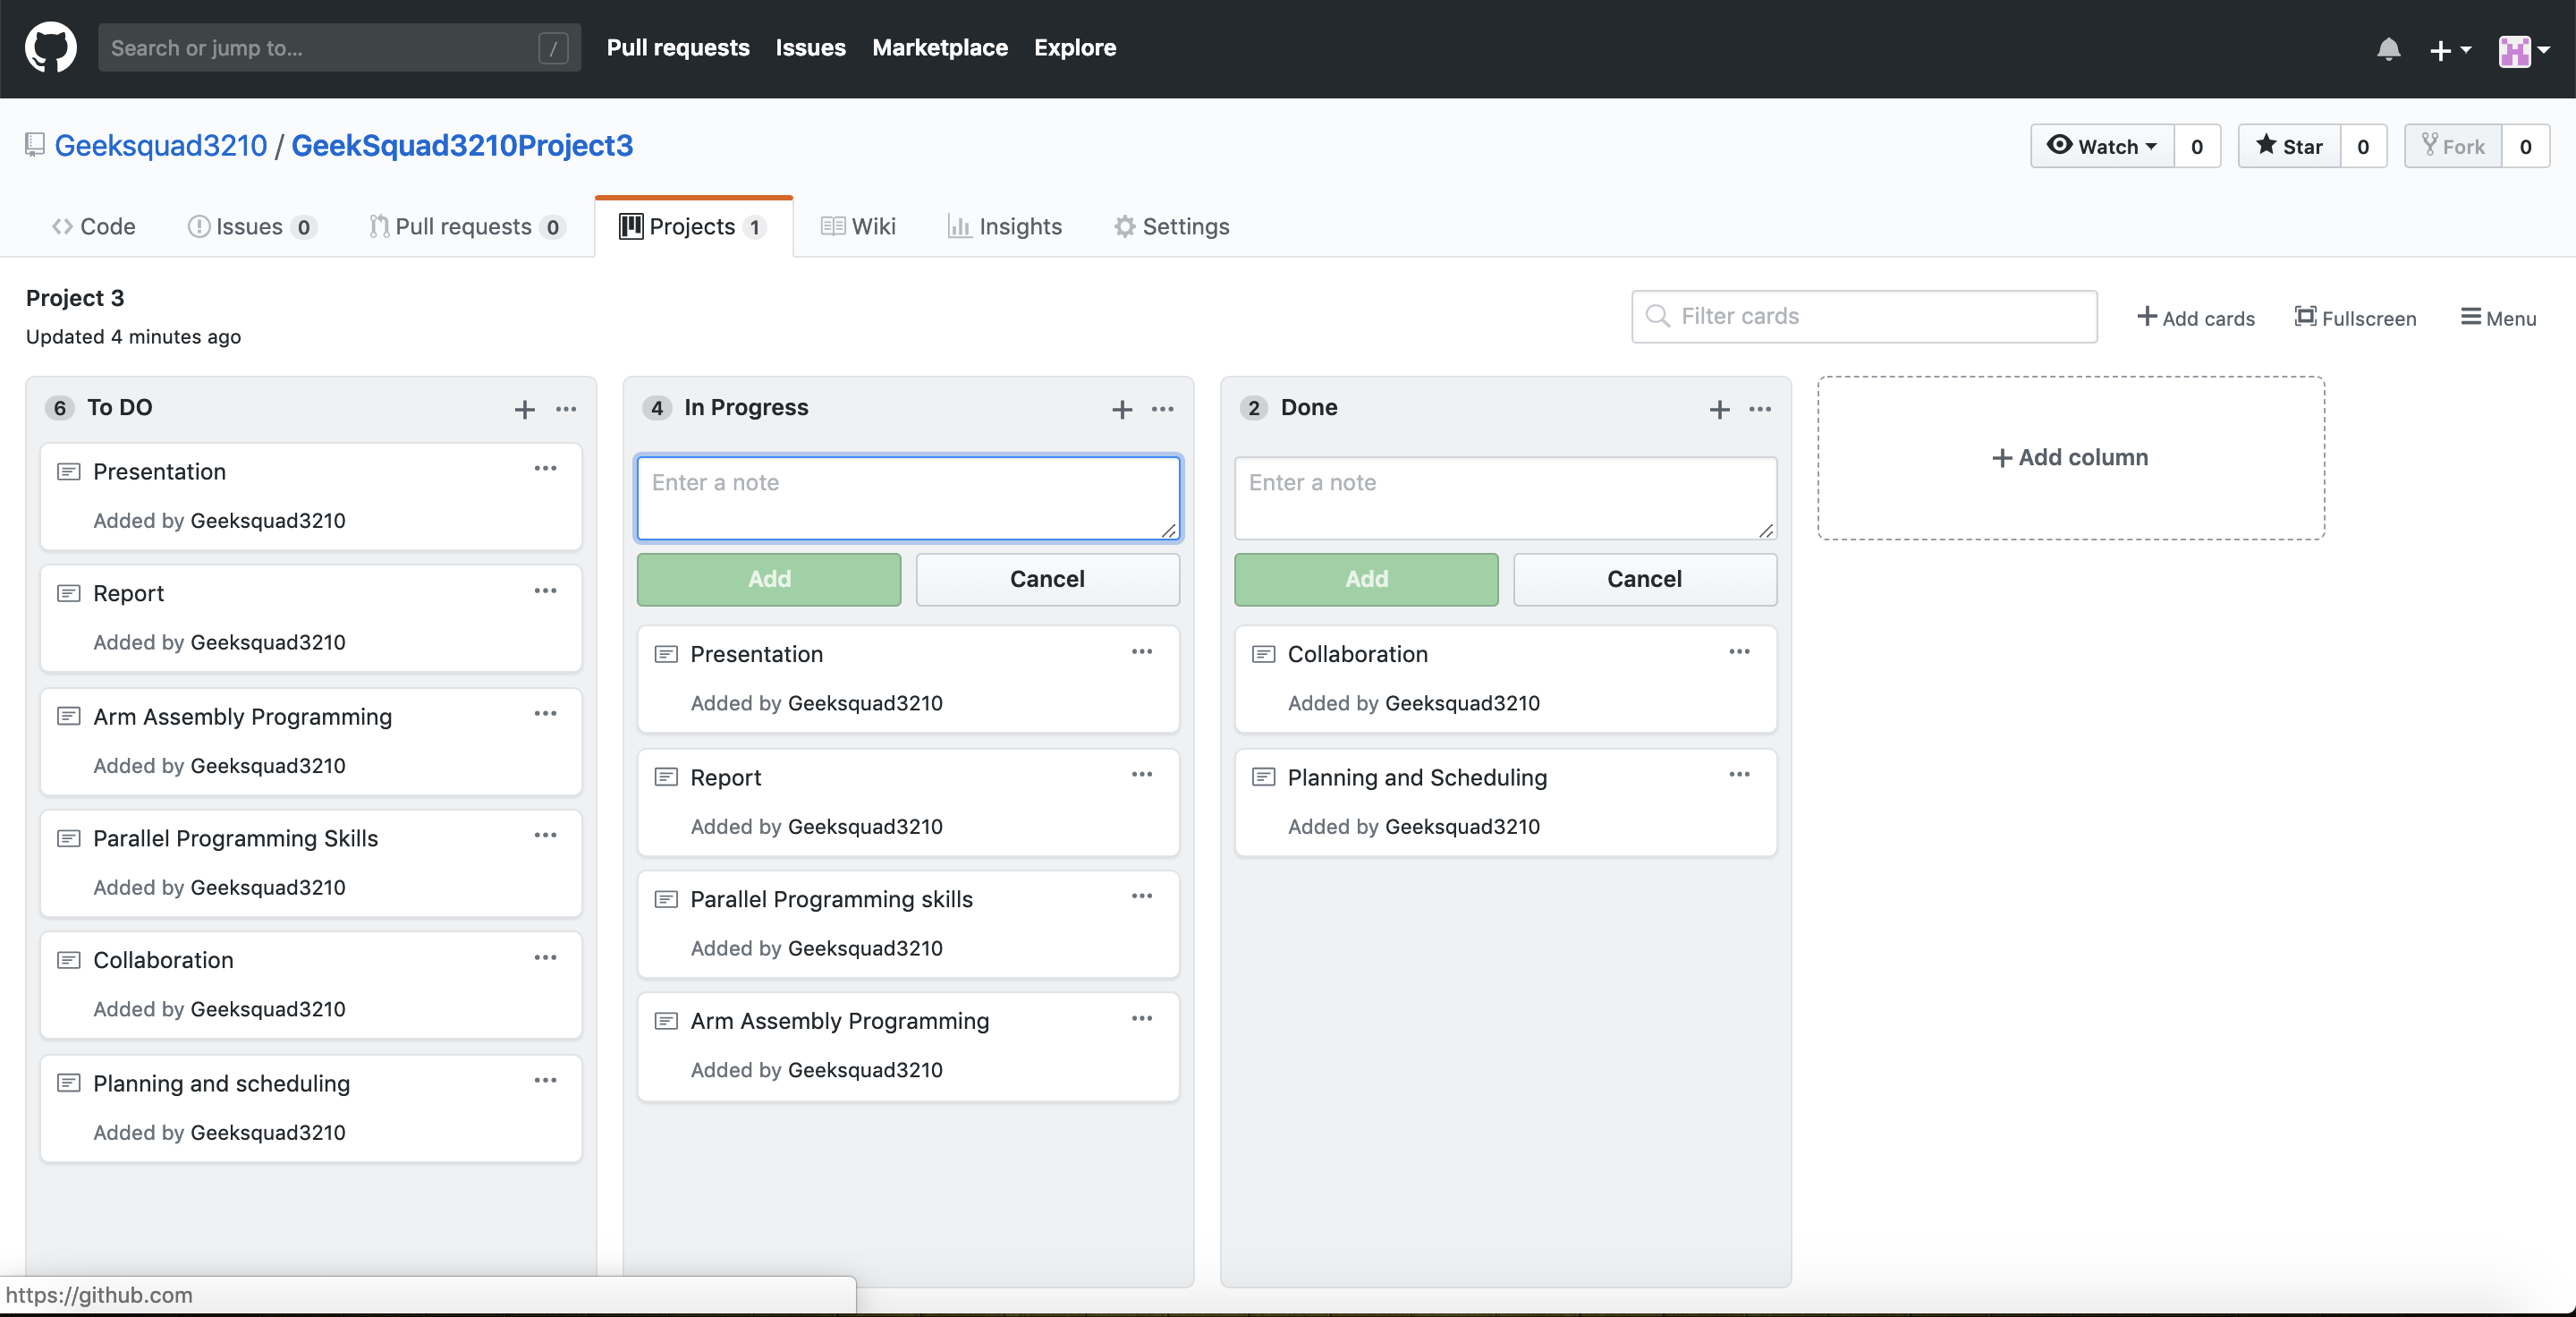 Search or jump to... /
Pull requests Issues Marketplace Explore
Geeksquad3210 / GeekSquad3210Project3
Watch 0 Star 0 Fork 0
Code Issues 0 Pull requests 0 Projects 1 Wiki Insights Settings
Project 3
Updated 4 minutes ago
Filter cards
Add cards Fullscreen Menu
6 To DO
Presentation
Added by Geeksquad3210
Report
Added by Geeksquad3210
Arm Assembly Programming
Added by Geeksquad3210
Parallel Programming Skills
Added by Geeksquad3210
Collaboration
Added by Geeksquad3210
Planning and scheduling
Added by Geeksquad3210
4 In Progress
Enter a note
Add Cancel
Presentation
Added by Geeksquad3210
Report
Added by Geeksquad3210
Parallel Programming skills
Added by Geeksquad3210
Arm Assembly Programming
Added by Geeksquad3210
2 Done
Enter a note
Add Cancel
Collaboration
Added by Geeksquad3210
Planning and Scheduling
Added by Geeksquad3210
Add column
https://github.com